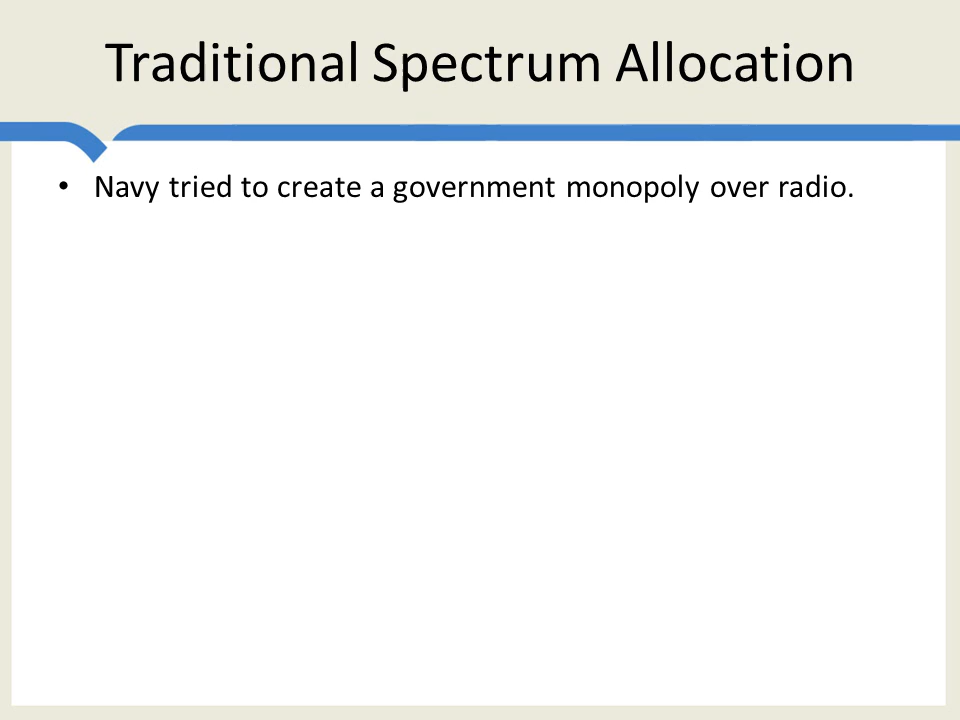 Traditional Spectrum Allocation
• Navy tried to create a government monopoly over radio.